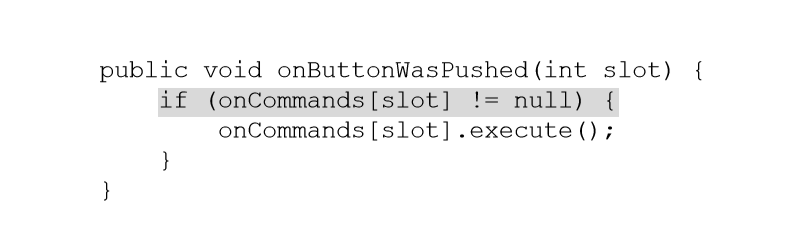 public void onButtonWasPushed(int slot) {
    if (onCommands[slot] != null) {
        onCommands[slot].execute();
    }
}